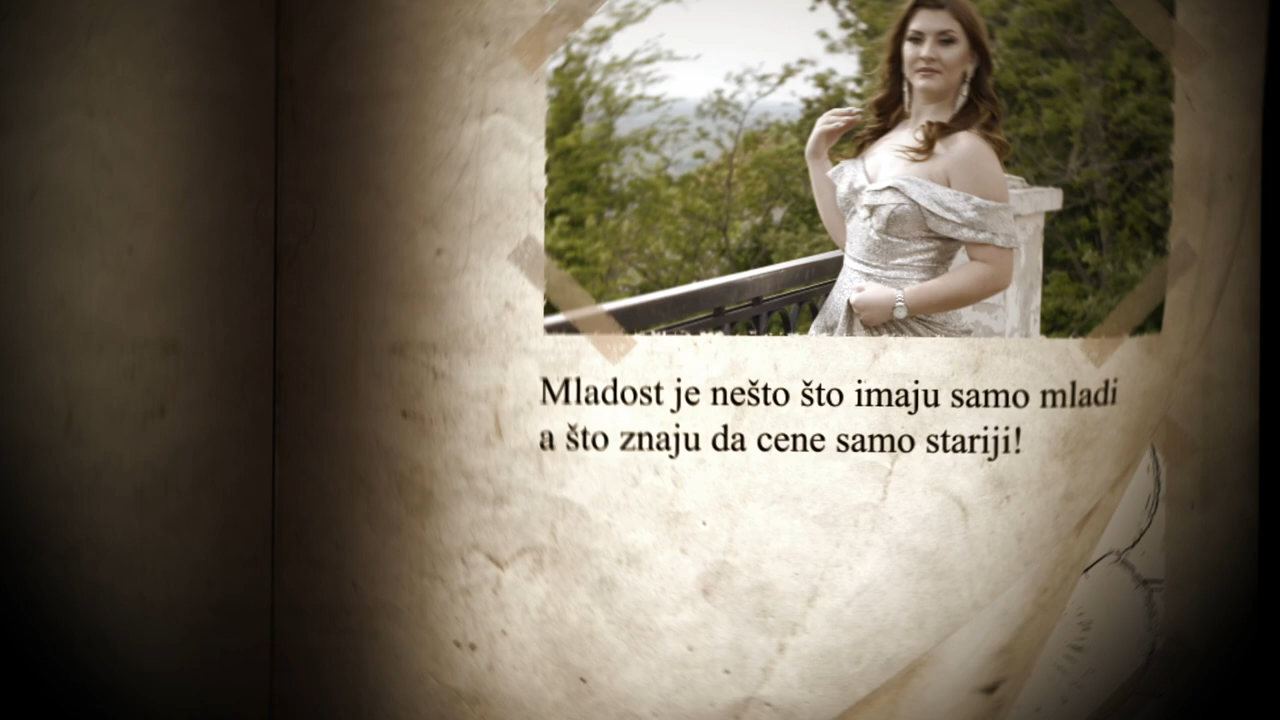 Mladost je nešto što imaju samo mladi
a što znaju da cene samo stariji!